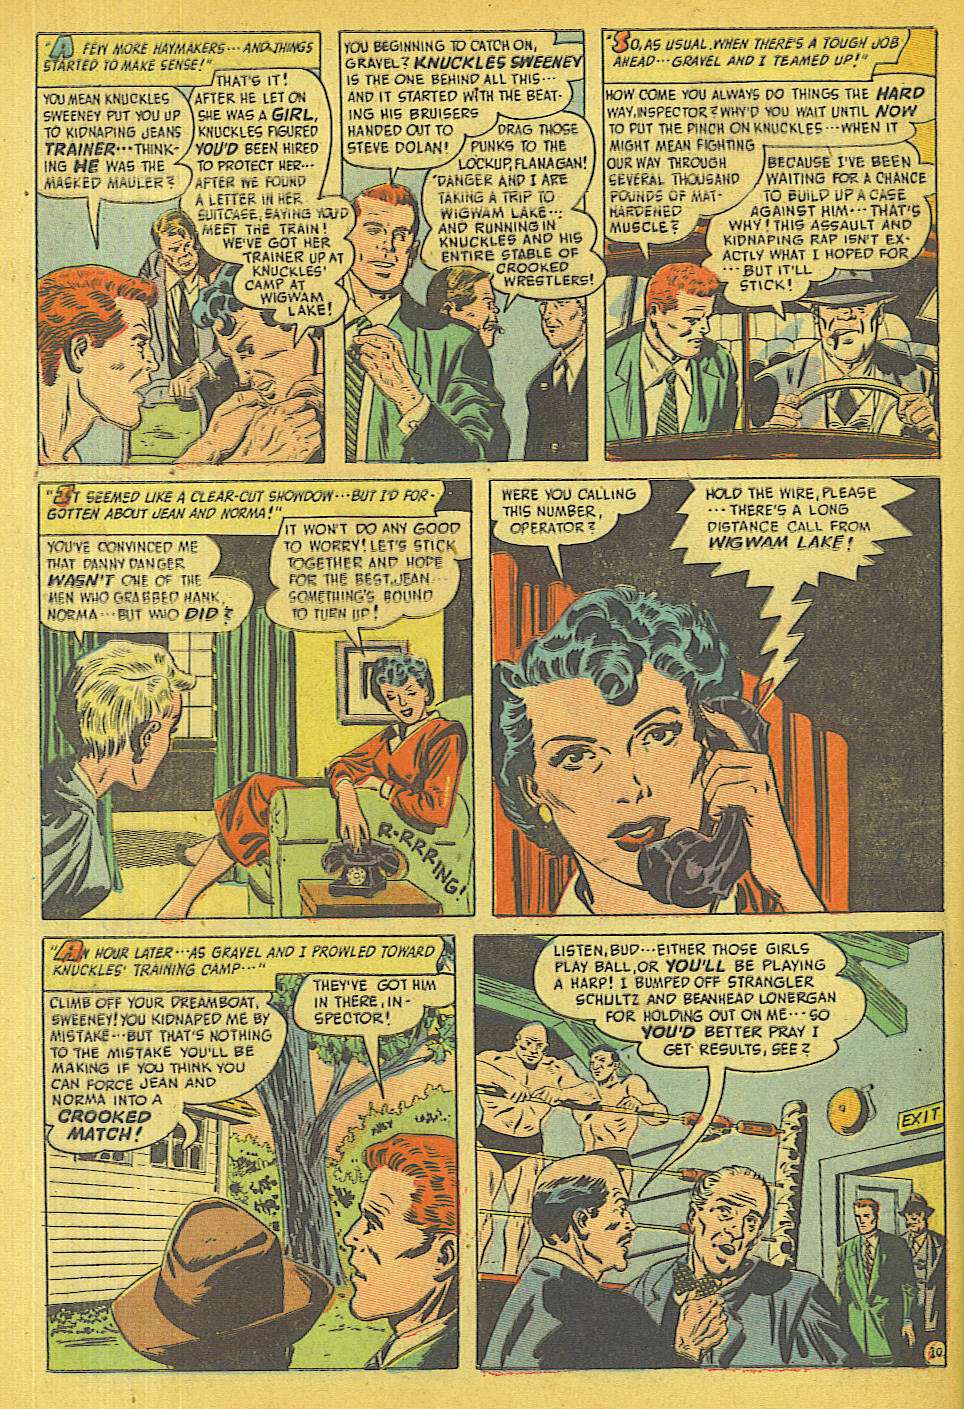 "A FEW MORE HAYMAKERS...AND THINGS
STARTED TO MAKE SENSE!"
YOU MEAN KNUCKLES
SWEENEY PUT YOU UP
TO KIDNAPING JEANS
TRAINER...THINK-
ING HE WAS THE
MASKED MAULER?
THAT'S IT!
AFTER HE LET ON
SHE WAS A GIRL,
KNUCKLES FIGURED
YOU'D BEEN HIRED
TO PROTECT HER...
AFTER WE FOUND
A LETTER IN HER
SUITCASE, SAYING YOU'D
MEET THE TRAIN!
WE'VE GOT HER
TRAINER UP AT
KNUCKLES'
CAMP AT
WIGWAM
LAKE!
YOU BEGINNING TO CATCH ON,
GRAVEL? KNUCKLES SWEENEY
IS THE ONE BEHIND ALL THIS...
AND IT STARTED WITH THE BEAT-
ING HIS BRUISERS
HANDED OUT TO
STEVE DOLAN!
DRAG THOSE
PUNKS TO THE
LOCKUP, FLANAGAN!
DANGER AND I ARE
TAKING A TRIP TO
WIGWAM LAKE...
AND RUNNING IN
KNUCKLES AND HIS
ENTIRE STABLE OF
CROOKED
WRESTLERS!
"SO, AS USUAL, WHEN THERE'S A TOUGH JOB
AHEAD...GRAVEL AND I TEAMED UP!"
HOW COME YOU ALWAYS DO THINGS THE HARD
WAY, INSPECTOR? WHY'D YOU WAIT UNTIL NOW
TO PUT THE PINCH ON KNUCKLES...WHEN IT
MIGHT MEAN FIGHTING
OUR WAY THROUGH
SEVERAL THOUSAND
POUNDS OF MAT-
HARDENED
MUSCLE?
BECAUSE I'VE BEEN
WAITING FOR A CHANCE
TO BUILD UP A CASE
AGAINST HIM...THAT'S
WHY! THIS ASSAULT AND
KIDNAPING RAP ISN'T EX-
ACTLY WHAT I HOPED FOR
...BUT IT'LL
STICK!
"IT SEEMED LIKE A CLEAR-CUT SHOWDOW...BUT I'D FOR-
GOTTEN ABOUT JEAN AND NORMA!"
YOU'VE CONVINCED ME
THAT DANNY DANGER
WASN'T ONE OF THE
MEN WHO GRABBED HANK,
NORMA...BUT WHO DID?
IT WON'T DO ANY GOOD
TO WORRY! LET'S STICK
TOGETHER AND HOPE
FOR THE BEST, JEAN...
SOMETHING'S BOUND
TO TURN UP!
R-RRRING!
WERE YOU CALLING
THIS NUMBER,
OPERATOR?
HOLD THE WIRE, PLEASE
...THERE'S A LONG
DISTANCE CALL FROM
WIGWAM LAKE!
"AN HOUR LATER...AS GRAVEL AND I PROWLED TOWARD
KNUCKLES' TRAINING CAMP..."
CLIMB OFF YOUR DREAMBOAT,
SWEENEY! YOU KIDNAPED ME BY
MISTAKE...BUT THAT'S NOTHING
TO THE MISTAKE YOU'LL BE
MAKING IF YOU THINK YOU
CAN FORCE JEAN AND
NORMA INTO A
CROOKED
MATCH!
THEY'VE GOT HIM
IN THERE, IN-
SPECTOR!
LISTEN, BUD...EITHER THOSE GIRLS
PLAY BALL, OR YOU'LL BE PLAYING
A HARP! I BUMPED OFF STRANGLER
SCHULTZ AND BEANHEAD LONERGAN
FOR HOLDING OUT ON ME...SO
YOU'D BETTER PRAY I
GET RESULTS, SEE?
EXIT
10